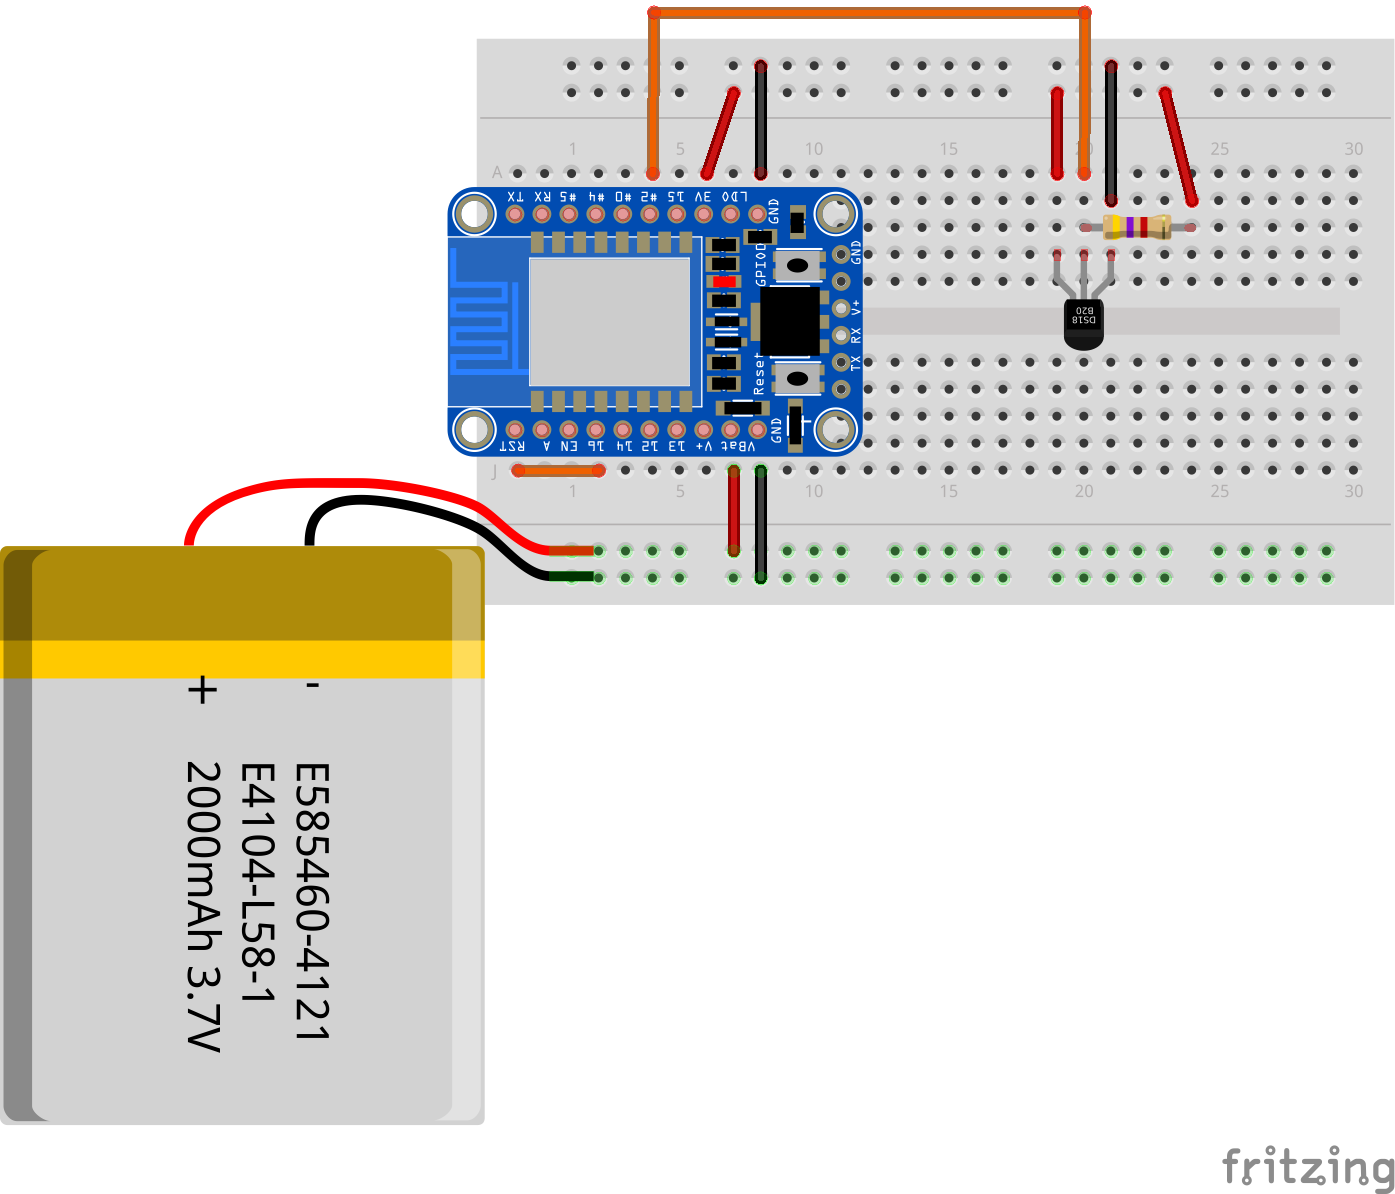 1 5 10 15 20 25 30
A
TX RX #5 #4 #0 #2 15 3V LDO GND
GPIO0
GND
V+
RX
TX
Reset
DS18
B20
RST A EN 16 14 12 13 V+ VBat GND
J
1 5 10 15 20 25 30
+ -
E585460-4121
E4104-L58-1
2000mAh 3.7V
fritzing